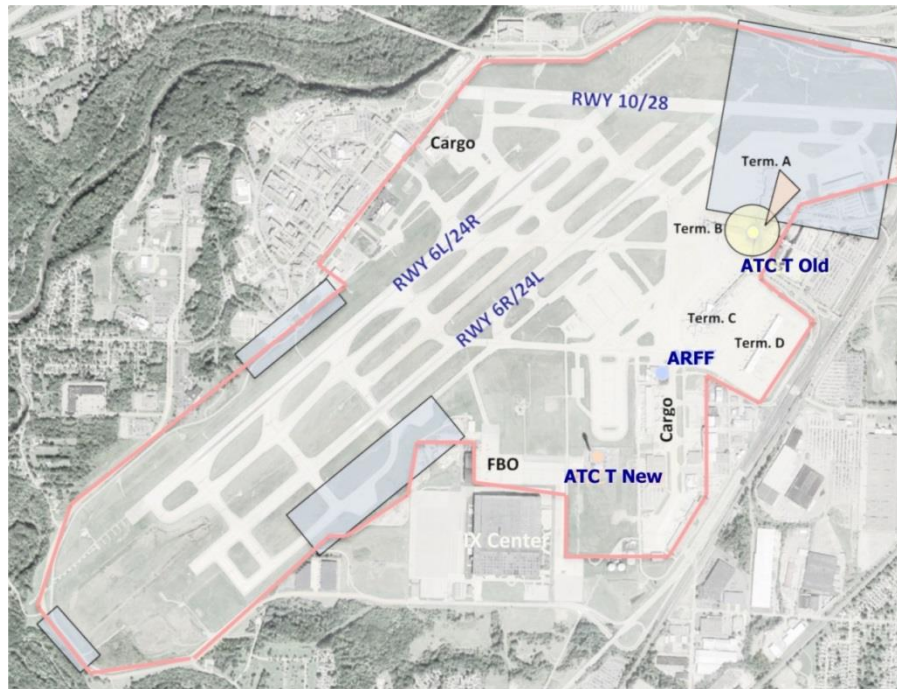 RWY 10/28
Cargo
Term. A
Term. B
RWY 6L/24R
ATC T Old
RWY 6R/24L
Term. C
Term. D
ARFF
Cargo
FBO
ATC T New
IX Center